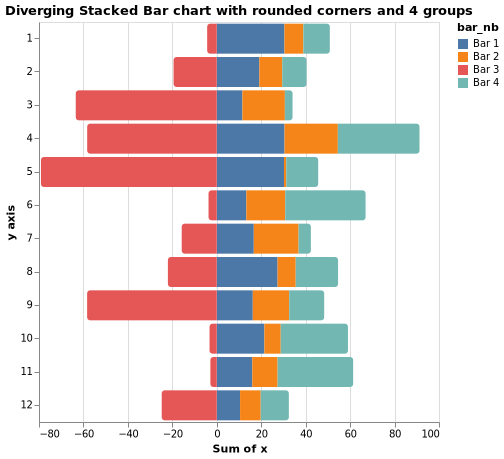 Diverging Stacked Bar chart with rounded corners and 4 groups
bar_nb
Bar 1
Bar 2
Bar 3
Bar 4
y axis
1
2
3
4
5
6
7
8
9
10
11
12
−80 −60 −40 −20 0 20 40 60 80 100
Sum of x